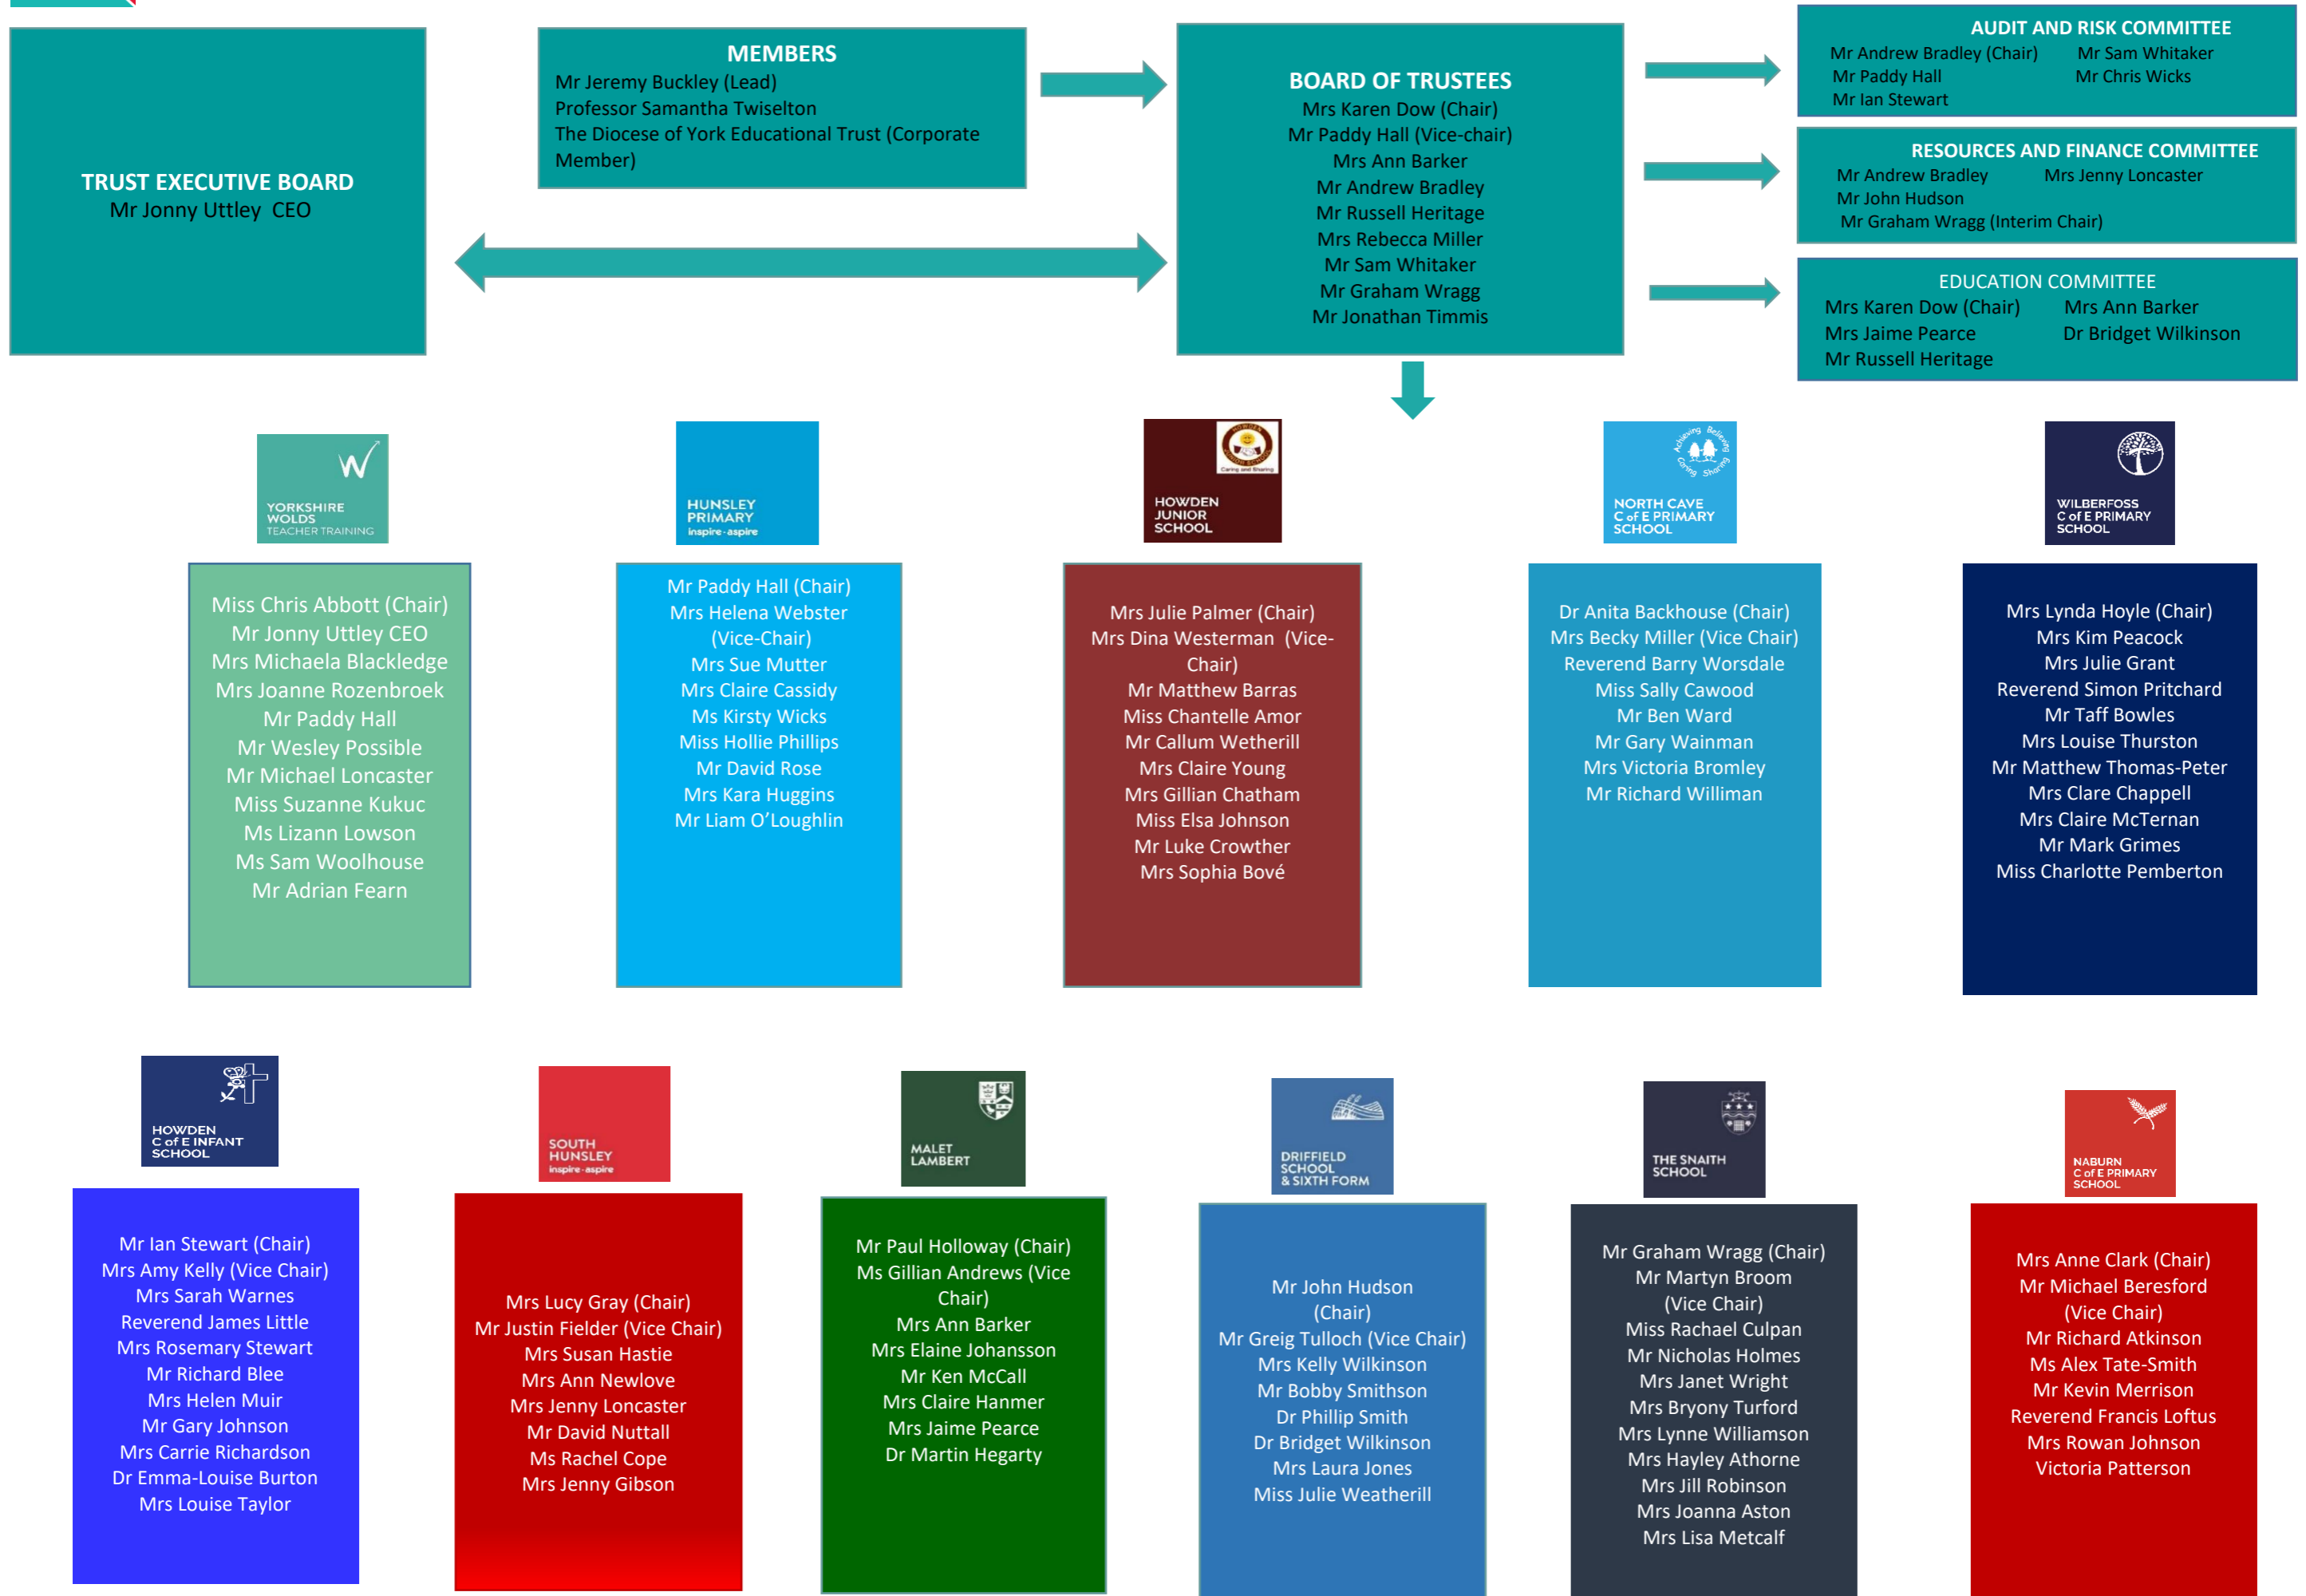 TRUST EXECUTIVE BOARD
Mr Jonny Uttley  CEO
MEMBERS
Mr Jeremy Buckley (Lead)
Professor Samantha Twiselton
The Diocese of York Educational Trust (Corporate
Member)
BOARD OF TRUSTEES
Mrs Karen Dow (Chair)
Mr Paddy Hall (Vice-chair)
Mrs Ann Barker
Mr Andrew Bradley
Mr Russell Heritage
Mrs Rebecca Miller
Mr Sam Whitaker
Mr Graham Wragg
Mr Jonathan Timmis
AUDIT AND RISK COMMITTEE
Mr Andrew Bradley (Chair) Mr Sam Whitaker
Mr Paddy Hall Mr Chris Wicks
Mr Ian Stewart
RESOURCES AND FINANCE COMMITTEE
Mr Andrew Bradley Mrs Jenny Loncaster
Mr John Hudson
Mr Graham Wragg (Interim Chair)
EDUCATION COMMITTEE
Mrs Karen Dow (Chair) Mrs Ann Barker
Mrs Jaime Pearce Dr Bridget Wilkinson
Mr Russell Heritage
YORKSHIRE
WOLDS
TEACHER TRAINING
Miss Chris Abbott (Chair)
Mr Jonny Uttley CEO
Mrs Michaela Blackledge
Mrs Joanne Rozenbroek
Mr Paddy Hall
Mr Wesley Possible
Mr Michael Loncaster
Miss Suzanne Kukuc
Ms Lizann Lowson
Ms Sam Woolhouse
Mr Adrian Fearn
HUNSLEY
PRIMARY
inspire-aspire
Mr Paddy Hall (Chair)
Mrs Helena Webster
(Vice-Chair)
Mrs Sue Mutter
Mrs Claire Cassidy
Ms Kirsty Wicks
Miss Hollie Phillips
Mr David Rose
Mrs Kara Huggins
Mr Liam O’Loughlin
Caring and Sharing
HOWDEN
JUNIOR
SCHOOL
Mrs Julie Palmer (Chair)
Mrs Dina Westerman  (Vice-
Chair)
Mr Matthew Barras
Miss Chantelle Amor
Mr Callum Wetherill
Mrs Claire Young
Mrs Gillian Chatham
Miss Elsa Johnson
Mr Luke Crowther
Mrs Sophia Bové
Achieving Believing
Caring Sharing
NORTH CAVE
C of E PRIMARY
SCHOOL
Dr Anita Backhouse (Chair)
Mrs Becky Miller (Vice Chair)
Reverend Barry Worsdale
Miss Sally Cawood
Mr Ben Ward
Mr Gary Wainman
Mrs Victoria Bromley
Mr Richard Williman
WILBERFOSS
C of E PRIMARY
SCHOOL
Mrs Lynda Hoyle (Chair)
Mrs Kim Peacock
Mrs Julie Grant
Reverend Simon Pritchard
Mr Taff Bowles
Mrs Louise Thurston
Mr Matthew Thomas-Peter
Mrs Clare Chappell
Mrs Claire McTernan
Mr Mark Grimes
Miss Charlotte Pemberton
HOWDEN
C of E INFANT
SCHOOL
Mr Ian Stewart (Chair)
Mrs Amy Kelly (Vice Chair)
Mrs Sarah Warnes
Reverend James Little
Mrs Rosemary Stewart
Mr Richard Blee
Mrs Helen Muir
Mr Gary Johnson
Mrs Carrie Richardson
Dr Emma-Louise Burton
Mrs Louise Taylor
SOUTH
HUNSLEY
inspire-aspire
Mrs Lucy Gray (Chair)
Mr Justin Fielder (Vice Chair)
Mrs Susan Hastie
Mrs Ann Newlove
Mrs Jenny Loncaster
Mr David Nuttall
Ms Rachel Cope
Mrs Jenny Gibson
MALET
LAMBERT
Mr Paul Holloway (Chair)
Ms Gillian Andrews (Vice
Chair)
Mrs Ann Barker
Mrs Elaine Johansson
Mr Ken McCall
Mrs Claire Hanmer
Mrs Jaime Pearce
Dr Martin Hegarty
DRIFFIELD
SCHOOL
& SIXTH FORM
Mr John Hudson
(Chair)
Mr Greig Tulloch (Vice Chair)
Mrs Kelly Wilkinson
Mr Bobby Smithson
Dr Phillip Smith
Dr Bridget Wilkinson
Mrs Laura Jones
Miss Julie Weatherill
THE SNAITH
SCHOOL
Mr Graham Wragg (Chair)
Mr Martyn Broom
(Vice Chair)
Miss Rachael Culpan
Mr Nicholas Holmes
Mrs Janet Wright
Mrs Bryony Turford
Mrs Lynne Williamson
Mrs Hayley Athorne
Mrs Jill Robinson
Mrs Joanna Aston
Mrs Lisa Metcalf
NABURN
C of E PRIMARY
SCHOOL
Mrs Anne Clark (Chair)
Mr Michael Beresford
(Vice Chair)
Mr Richard Atkinson
Ms Alex Tate-Smith
Mr Kevin Merrison
Reverend Francis Loftus
Mrs Rowan Johnson
Victoria Patterson